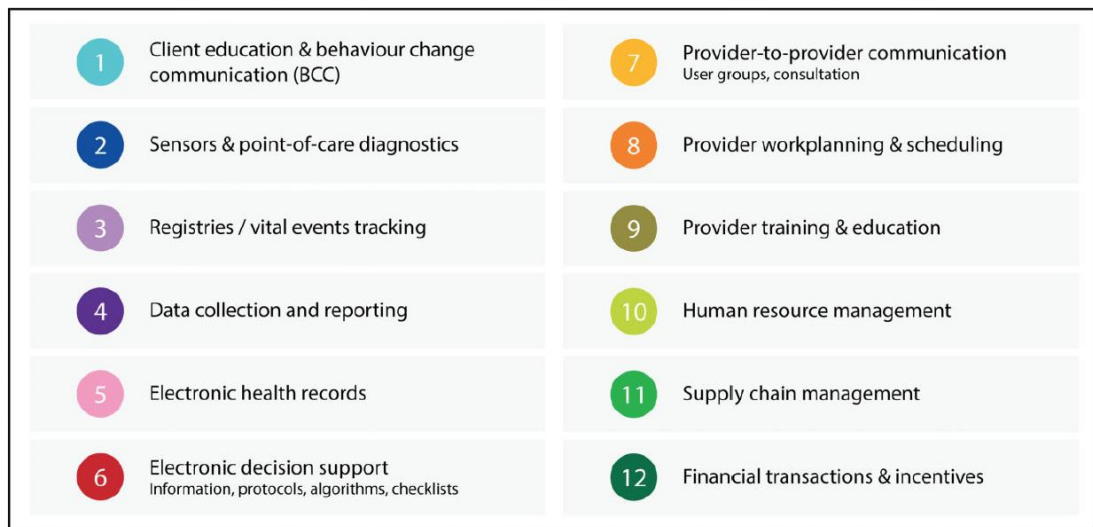 1
Client education & behaviour change
communication (BCC)
2
Sensors & point-of-care diagnostics
3
Registries / vital events tracking
4
Data collection and reporting
5
Electronic health records
6
Electronic decision support
Information, protocols, algorithms, checklists
7
Provider-to-provider communication
User groups, consultation
8
Provider workplanning & scheduling
9
Provider training & education
10
Human resource management
11
Supply chain management
12
Financial transactions & incentives